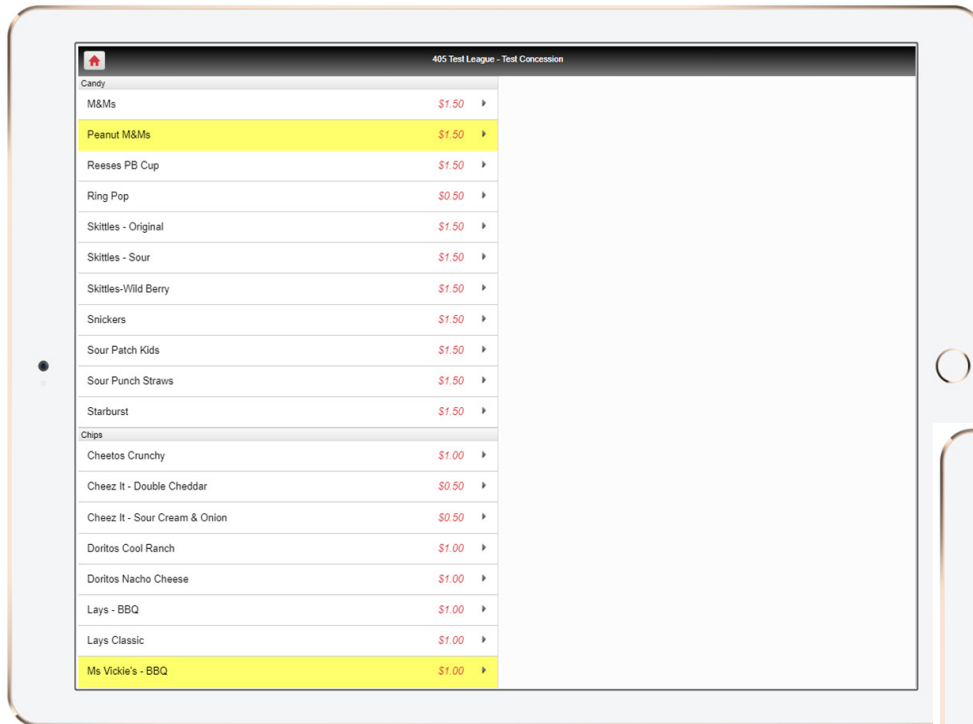 405 Test League - Test Concession
Candy
M&Ms $1.50
Peanut M&Ms $1.50
Reeses PB Cup $1.50
Ring Pop $0.50
Skittles - Original $1.50
Skittles - Sour $1.50
Skittles-Wild Berry $1.50
Snickers $1.50
Sour Patch Kids $1.50
Sour Punch Straws $1.50
Starburst $1.50
Chips
Cheetos Crunchy $1.00
Cheez It - Double Cheddar $0.50
Cheez It - Sour Cream & Onion $0.50
Doritos Cool Ranch $1.00
Doritos Nacho Cheese $1.00
Lays - BBQ $1.00
Lays Classic $1.00
Ms Vickie's - BBQ $1.00